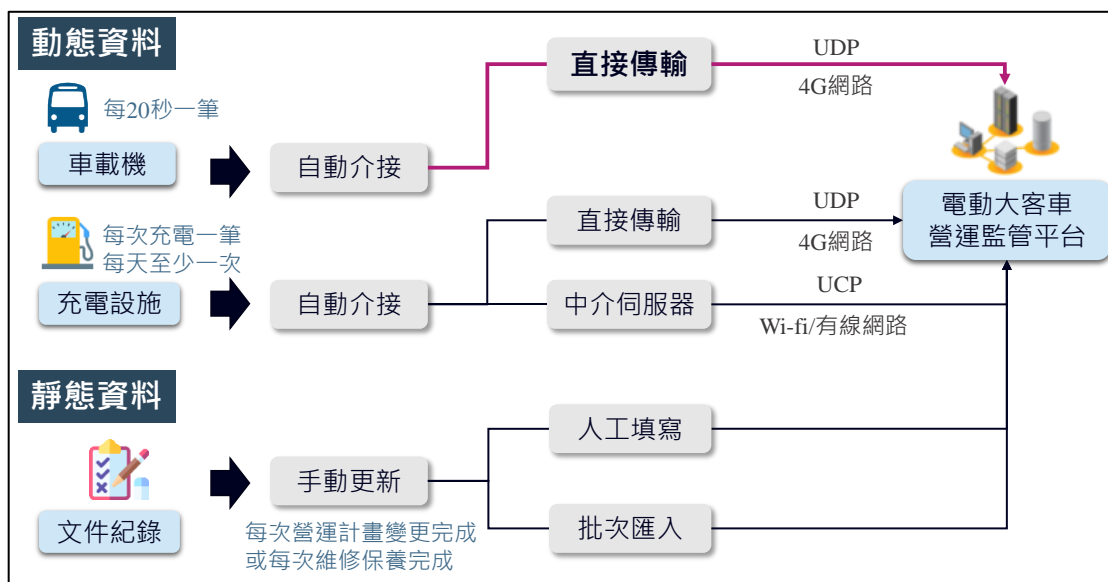 動態資料
每20秒一筆
車載機
自動介接
直接傳輸
UDP
4G網路
每次充電一筆
每天至少一次
充電設施
自動介接
直接傳輸
UDP
4G網路
中介伺服器
UCP
Wi-fi/有線網路
電動大客車
營運監管平台
靜態資料
文件紀錄
手動更新
每次營運計畫變更完成
或每次維修保養完成
人工填寫
批次匯入